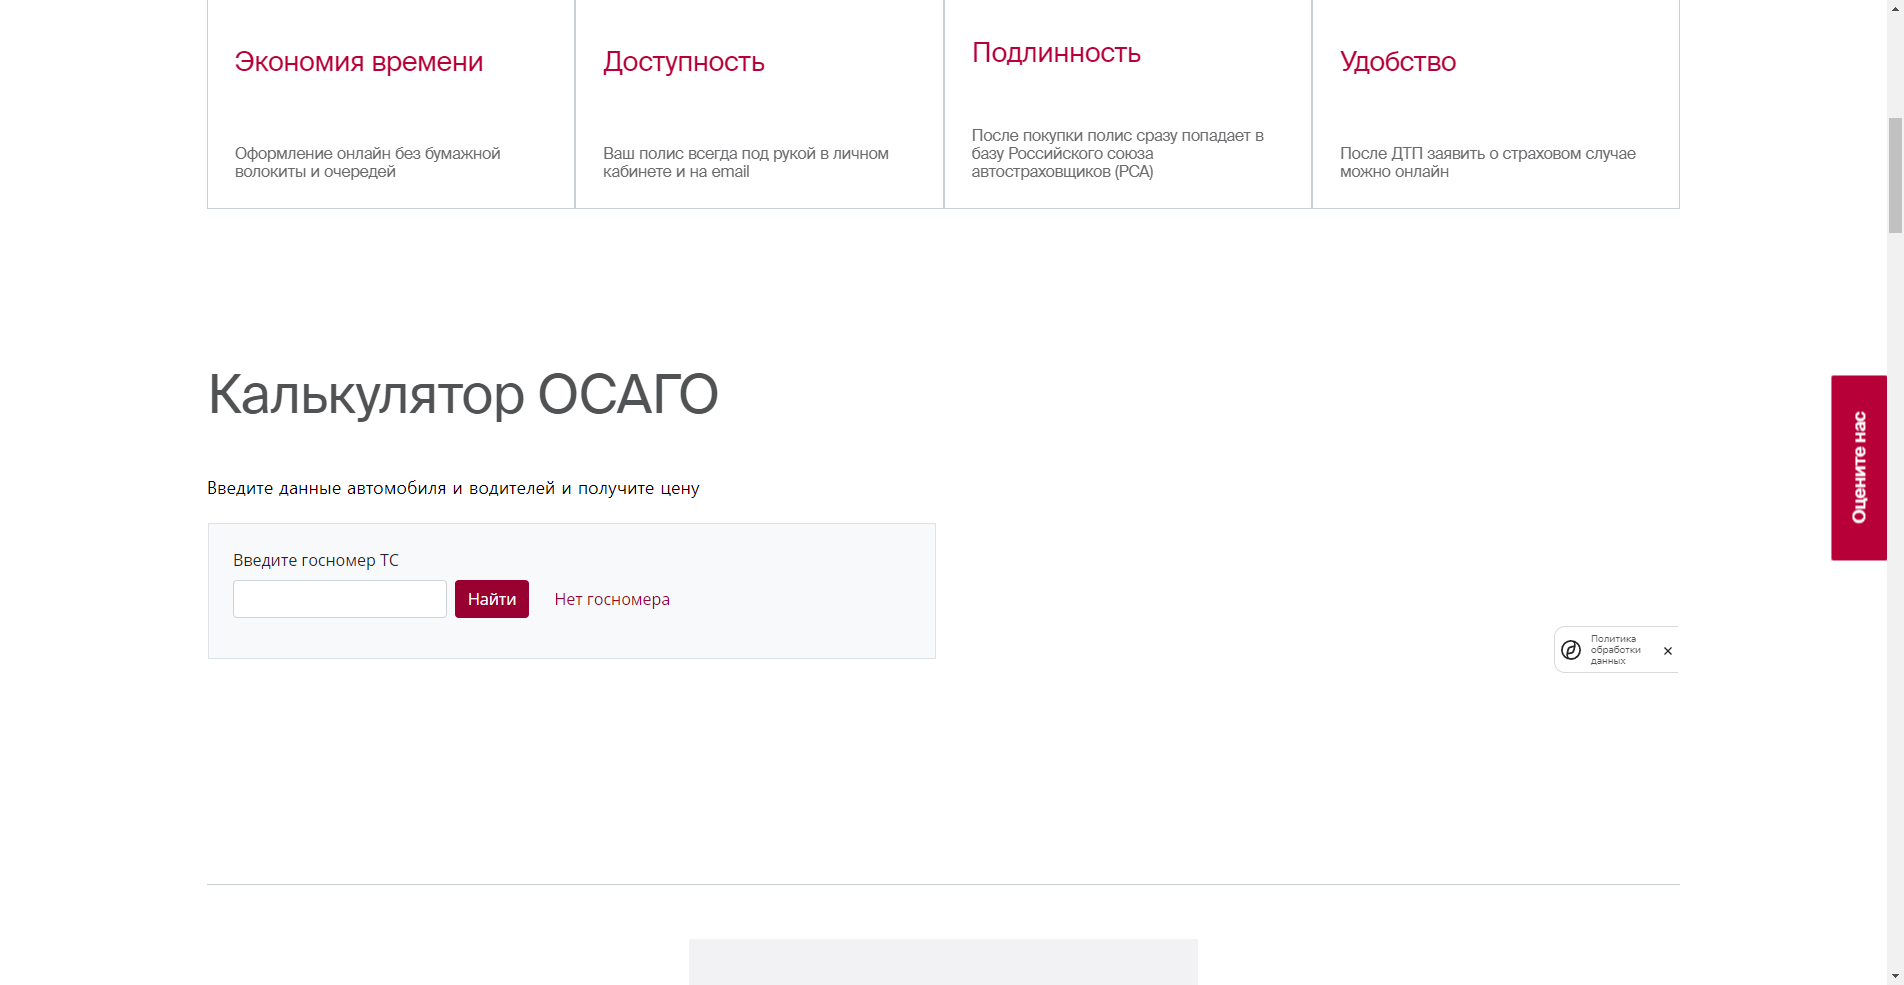 Экономия времени
Оформление онлайн без бумажной
волокиты и очередей
Доступность
Ваш полис всегда под рукой в личном
кабинете и на email
Подлинность
После покупки полис сразу попадает в
базу Российского союза
автостраховщиков (РСА)
Удобство
После ДТП заявить о страховом случае
можно онлайн
Калькулятор ОСАГО
Введите данные автомобиля и водителей и получите цену
Введите госномер ТС
Найти
Нет госномера
Оцените нас
Политика
обработки
данных